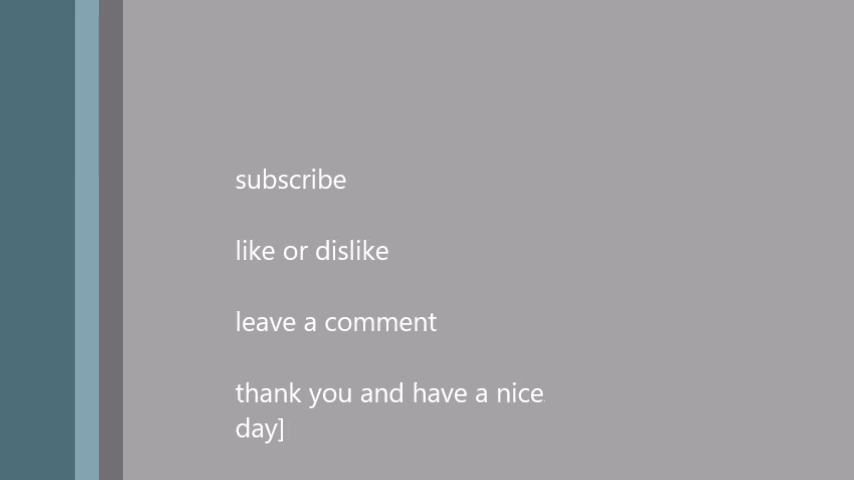 subscribe
like or dislike
leave a comment
thank you and have a nice
day]